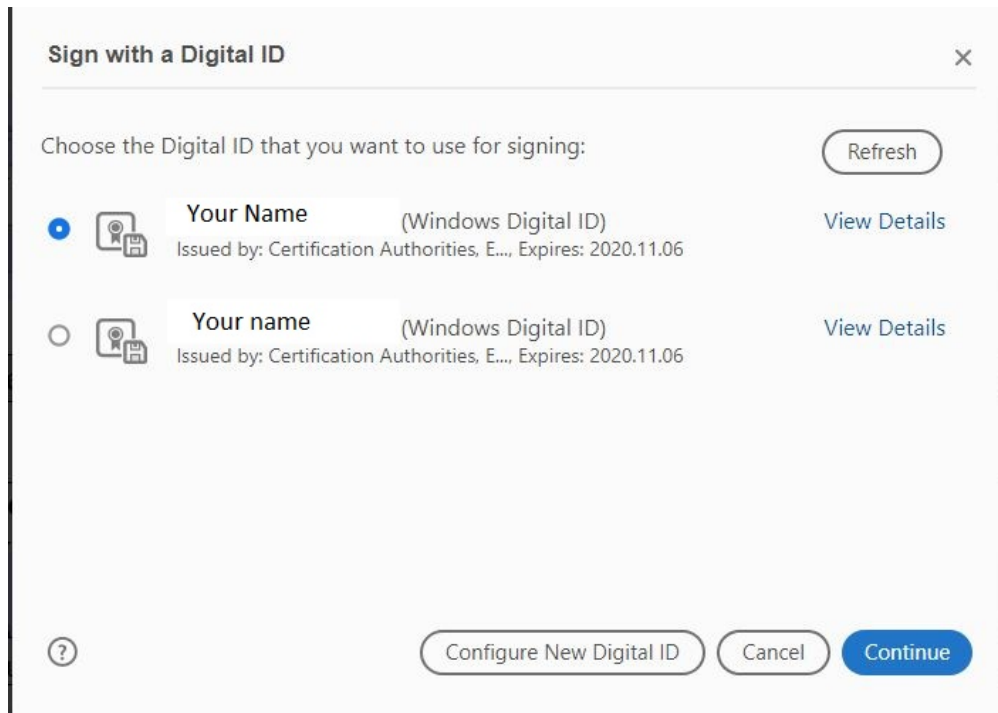 Sign with a Digital ID
×
Choose the Digital ID that you want to use for signing:
Refresh
Your Name (Windows Digital ID)
View Details
Issued by: Certification Authorities, E..., Expires: 2020.11.06
Your name (Windows Digital ID)
View Details
Issued by: Certification Authorities, E..., Expires: 2020.11.06
?
Configure New Digital ID
Cancel
Continue